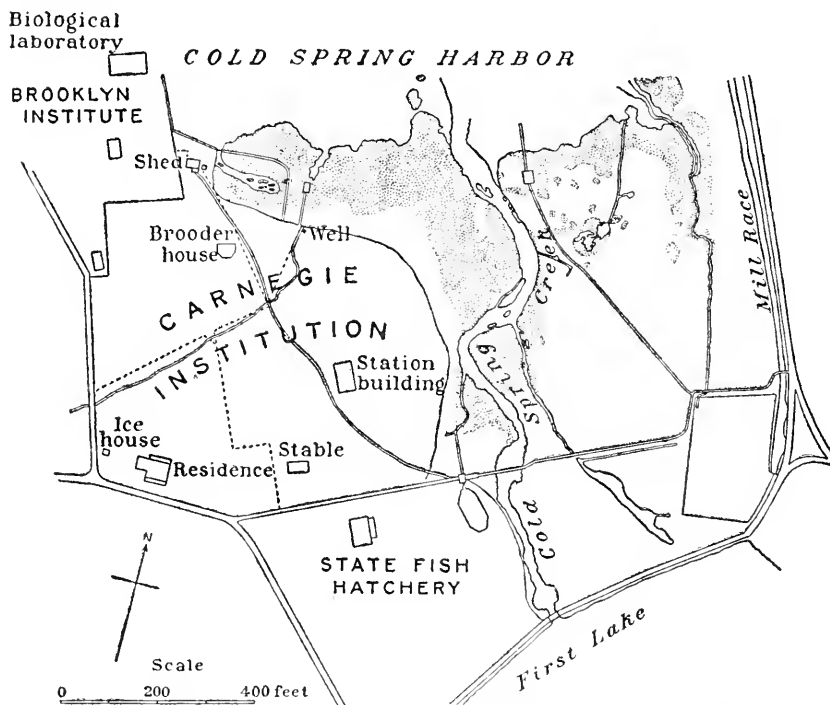 Biological
laboratory
COLD SPRING HARBOR
BROOKLYN
INSTITUTE
Shed
Well
Brooder
house
CARNEGIE
INSTITUTION
Station
building
Cold Spring Creek
Mill Race
Ice
house
Residence
Stable
STATE FISH
HATCHERY
First Lake
N
Scale
0 200 400 feet